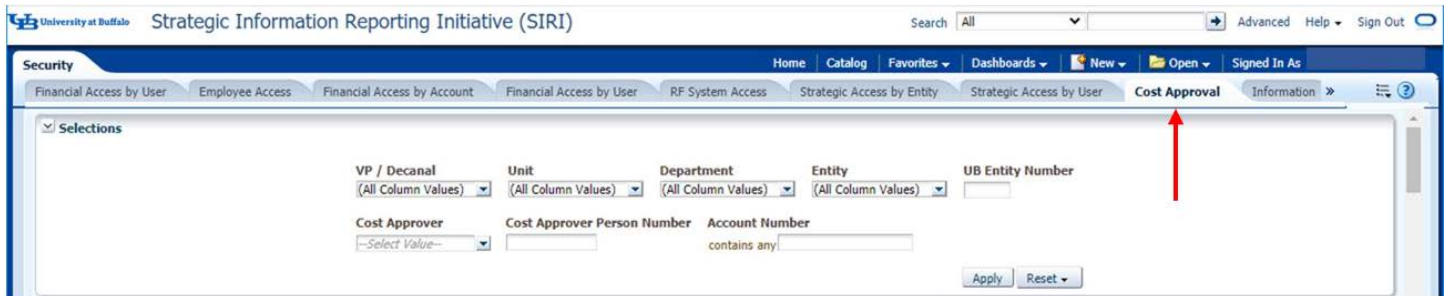 University at Buffalo Strategic Information Reporting Initiative (SIRI) Search All Advanced Help Sign Out
Security Home Catalog Favorites Dashboards New Open Signed In As
Financial Access by User Employee Access Financial Access by Account Financial Access by User RF System Access Strategic Access by Entity Strategic Access by User Cost Approval Information »
Selections
VP / Decanal Unit Department Entity UB Entity Number
(All Column Values) (All Column Values) (All Column Values) (All Column Values)
Cost Approver Cost Approver Person Number Account Number
--Select Value-- contains any
Apply Reset